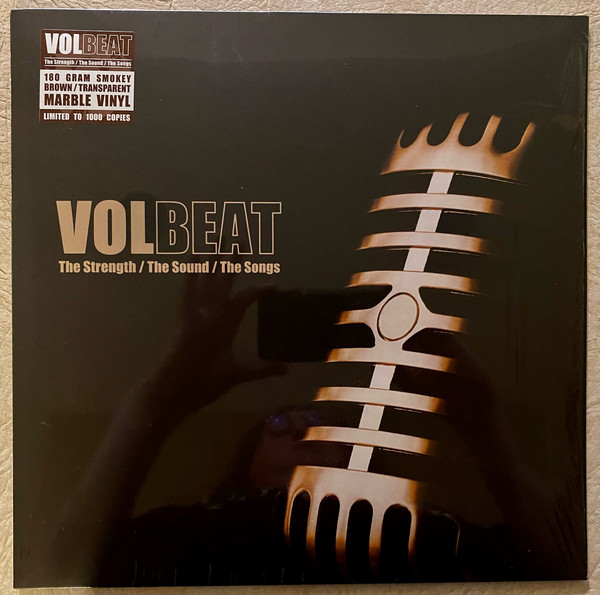 VOLBEAT
The Strength / The Sound / The Songs
180 GRAM SMOKEY
BROWN / TRANSPARENT
MARBLE VINYL
LIMITED TO 1000 COPIES
VOLBEAT
The Strength / The Sound / The Songs